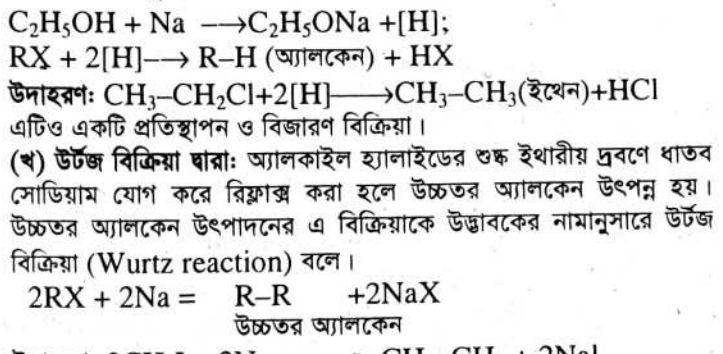 C₂H₅OH + Na ⟶C₂H₅ONa +[H];
RX + 2[H]⟶ R–H (অ্যালকেন) + HX
উদাহরণঃ CH₃–CH₂Cl+2[H]⟶CH₃–CH₃(ইথেন)+HCl
এটিও একটি প্রতিস্থাপন ও বিজারণ বিক্রিয়া।
(খ) উর্টজ বিক্রিয়া দ্বারাঃ অ্যালকাইল হ্যালাইডের শুষ্ক ইথারীয় দ্রবণে ধাতব
সোডিয়াম যোগ করে রিফ্লাক্স করা হলে উচ্চতর অ্যালকেন উৎপন্ন হয়।
উচ্চতর অ্যালকেন উৎপাদনের এ বিক্রিয়াকে উদ্ভাবকের নামানুসারে উর্টজ
বিক্রিয়া (Wurtz reaction) বলে।
2RX + 2Na = R–R +2NaX
উচ্চতর অ্যালকেন